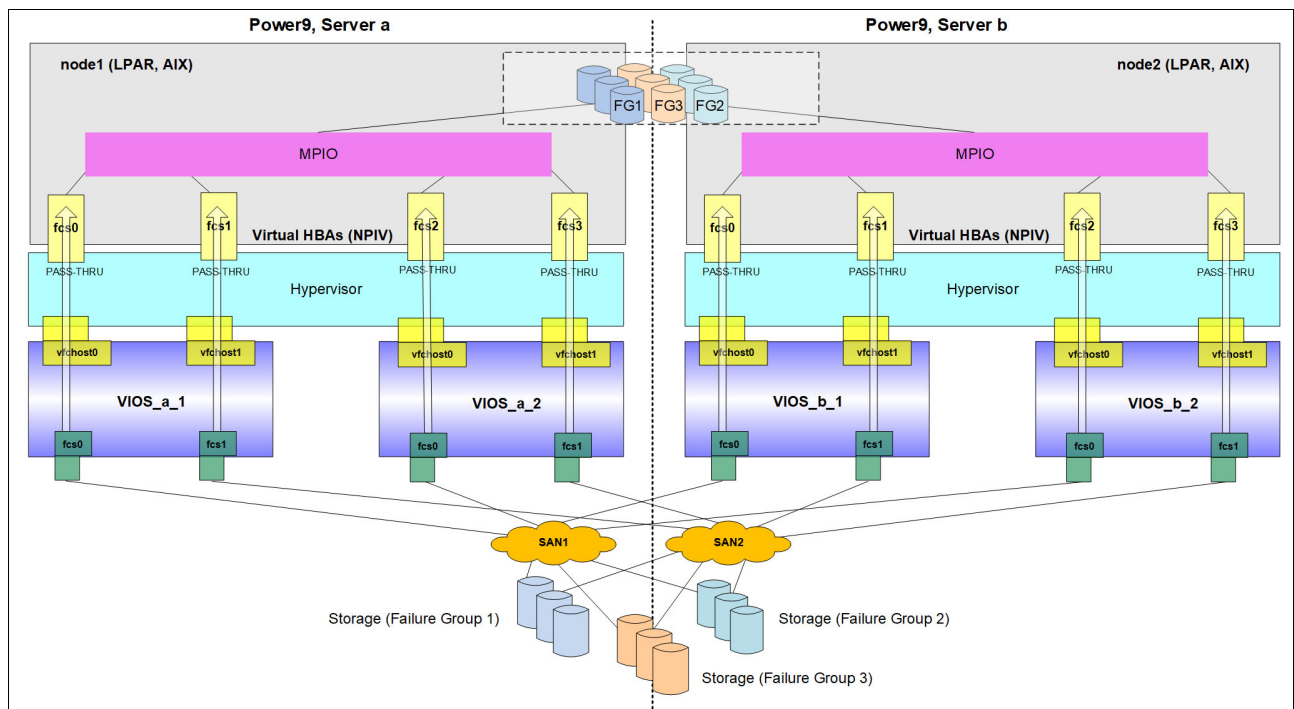 Power9, Server a
Power9, Server b
node1 (LPAR, AIX)
node2 (LPAR, AIX)
FG1
FG3
FG2
MPIO
MPIO
fcs0
fcs1
fcs2
fcs3
fcs0
fcs1
fcs2
fcs3
Virtual HBAs (NPIV)
Virtual HBAs (NPIV)
PASS-THRU
PASS-THRU
PASS-THRU
PASS-THRU
PASS-THRU
PASS-THRU
PASS-THRU
PASS-THRU
Hypervisor
Hypervisor
vfchost0
vfchost1
vfchost0
vfchost1
vfchost0
vfchost1
vfchost0
vfchost1
VIOS_a_1
VIOS_a_2
VIOS_b_1
VIOS_b_2
fcs0
fcs1
fcs0
fcs1
fcs0
fcs1
fcs0
fcs1
SAN1
SAN2
Storage (Failure Group 1)
Storage (Failure Group 2)
Storage (Failure Group 3)